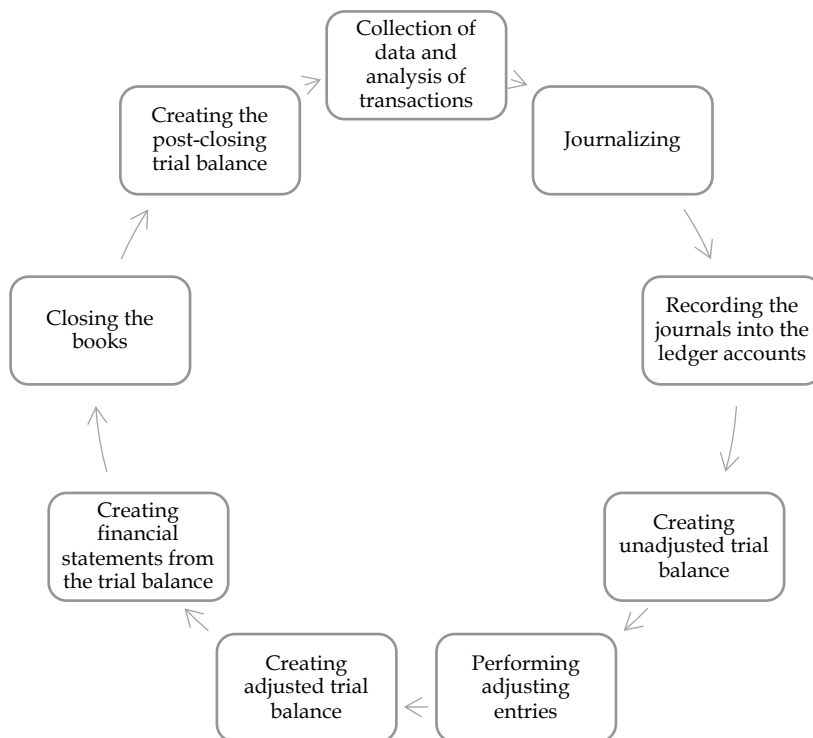 Collection of
data and
analysis of
transactions
Journalizing
Recording the
journals into the
ledger accounts
Creating
unadjusted trial
balance
Performing
adjusting
entries
Creating
adjusted trial
balance
Creating
financial
statements from
the trial balance
Closing the
books
Creating the
post-closing
trial balance